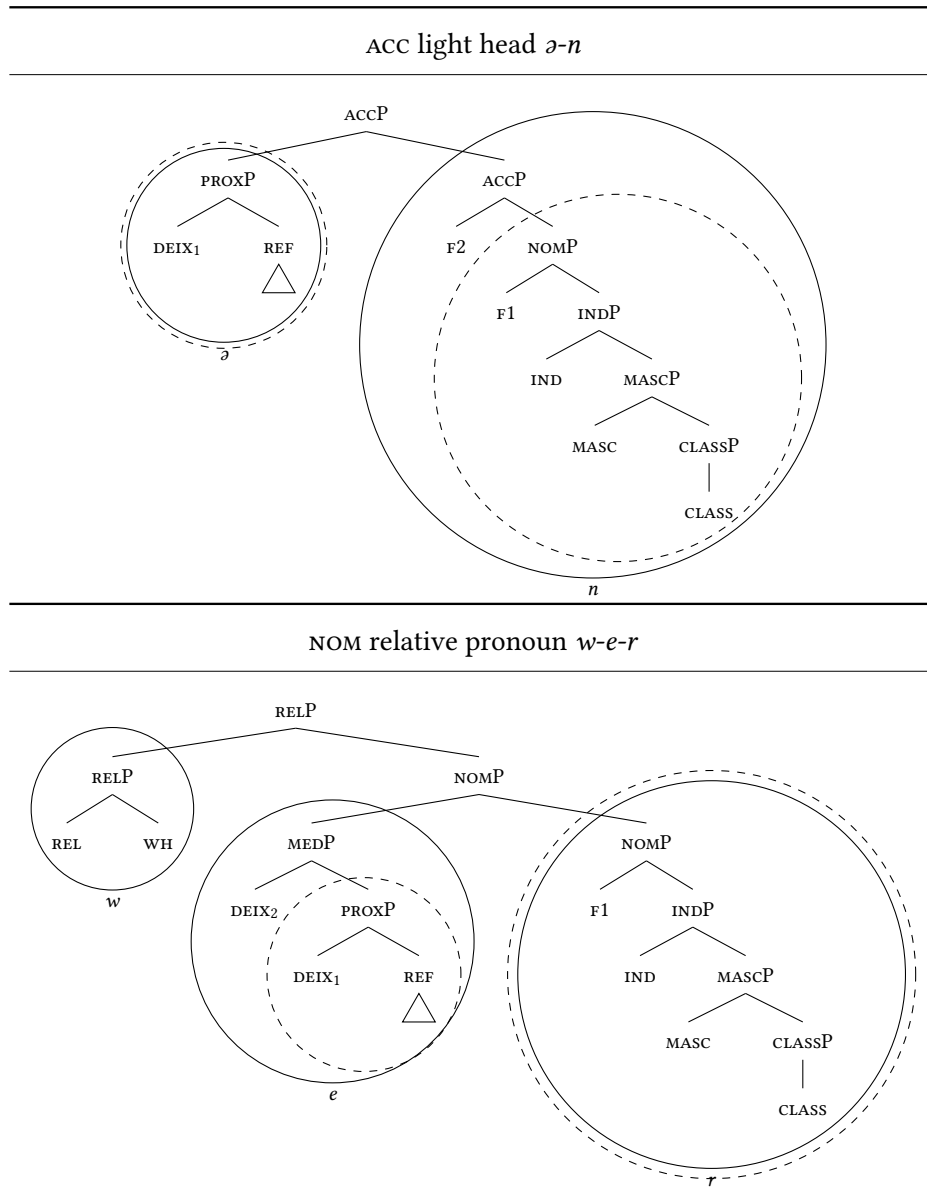 ACC light head ə-n
ACCP
PROXP ACCP
DEIX₁ REF F2 NOMP
F1 INDP
ə
IND MASCP
MASC CLASSP
CLASS
n
NOM relative pronoun w-e-r
RELP
RELP NOMP
REL WH MEDP NOMP
w
DEIX₂ PROXP F1 INDP
DEIX₁ REF IND MASCP
MASC CLASSP
e
CLASS
r